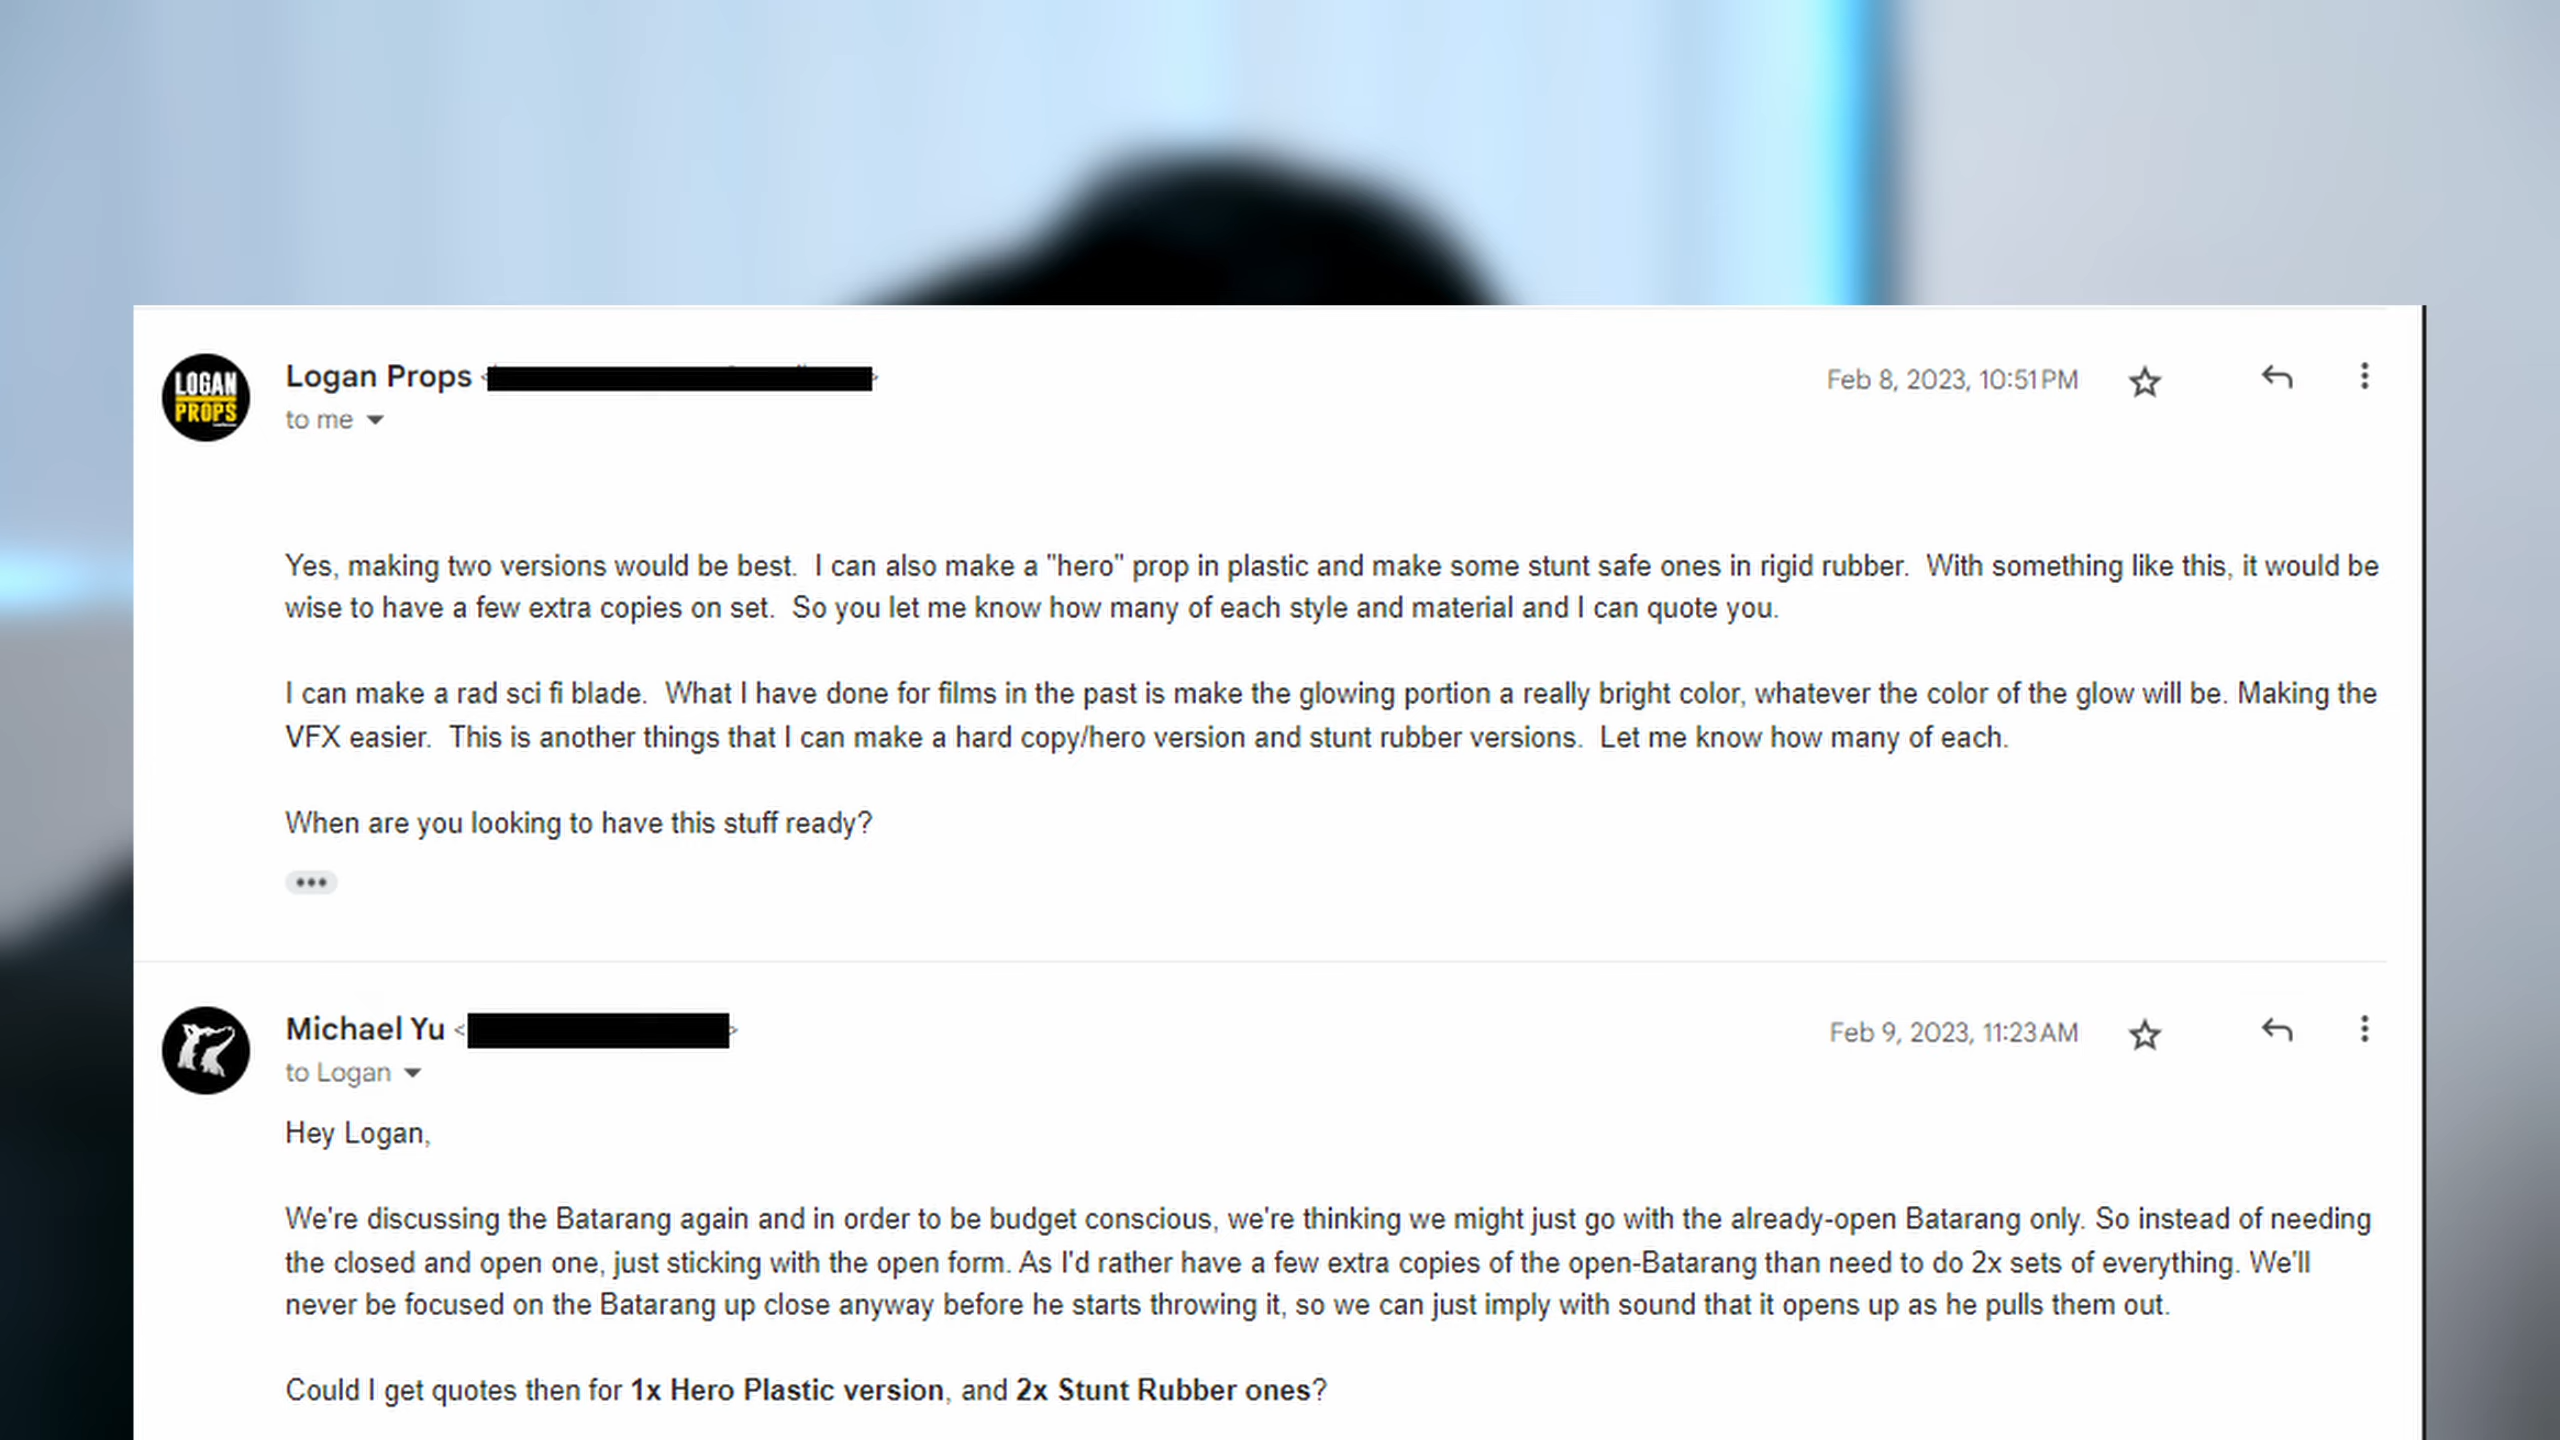 LOGAN
PROPS
Logan Props
Feb 8, 2023, 10:51 PM
to me
Yes, making two versions would be best.  I can also make a "hero" prop in plastic and make some stunt safe ones in rigid rubber.  With something like this, it would be
wise to have a few extra copies on set.  So you let me know how many of each style and material and I can quote you.
I can make a rad sci fi blade.  What I have done for films in the past is make the glowing portion a really bright color, whatever the color of the glow will be. Making the
VFX easier.  This is another things that I can make a hard copy/hero version and stunt rubber versions.  Let me know how many of each.
When are you looking to have this stuff ready?
Michael Yu < >
Feb 9, 2023, 11:23 AM
to Logan
Hey Logan,
We're discussing the Batarang again and in order to be budget conscious, we're thinking we might just go with the already-open Batarang only. So instead of needing
the closed and open one, just sticking with the open form. As I'd rather have a few extra copies of the open-Batarang than need to do 2x sets of everything. We'll
never be focused on the Batarang up close anyway before he starts throwing it, so we can just imply with sound that it opens up as he pulls them out.
Could I get quotes then for 1x Hero Plastic version, and 2x Stunt Rubber ones?